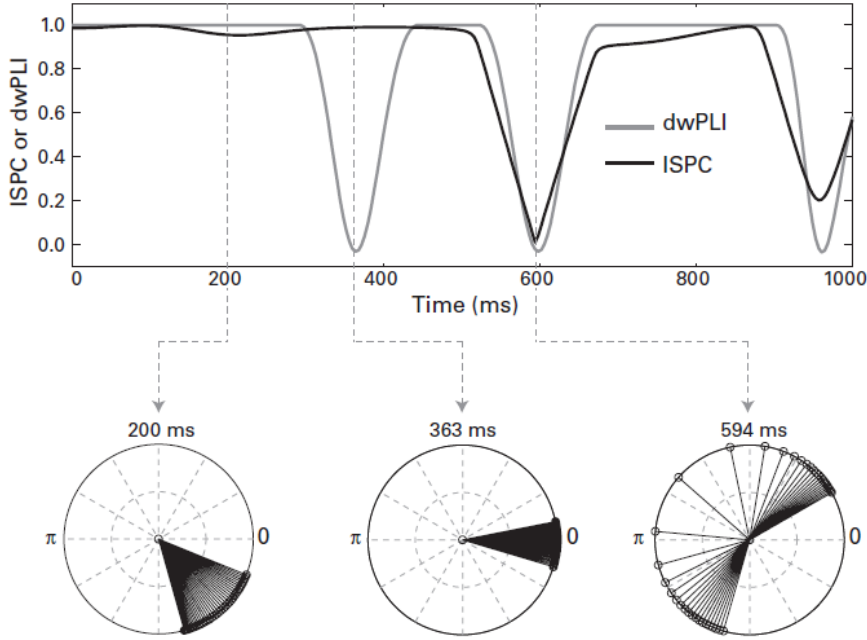 1.0
0.8
0.6
0.4
0.2
0.0
ISPC or dwPLI
dwPLI
ISPC
0 200 400 600 800 1000
Time (ms)
200 ms 363 ms 594 ms
π 0 π 0 π 0